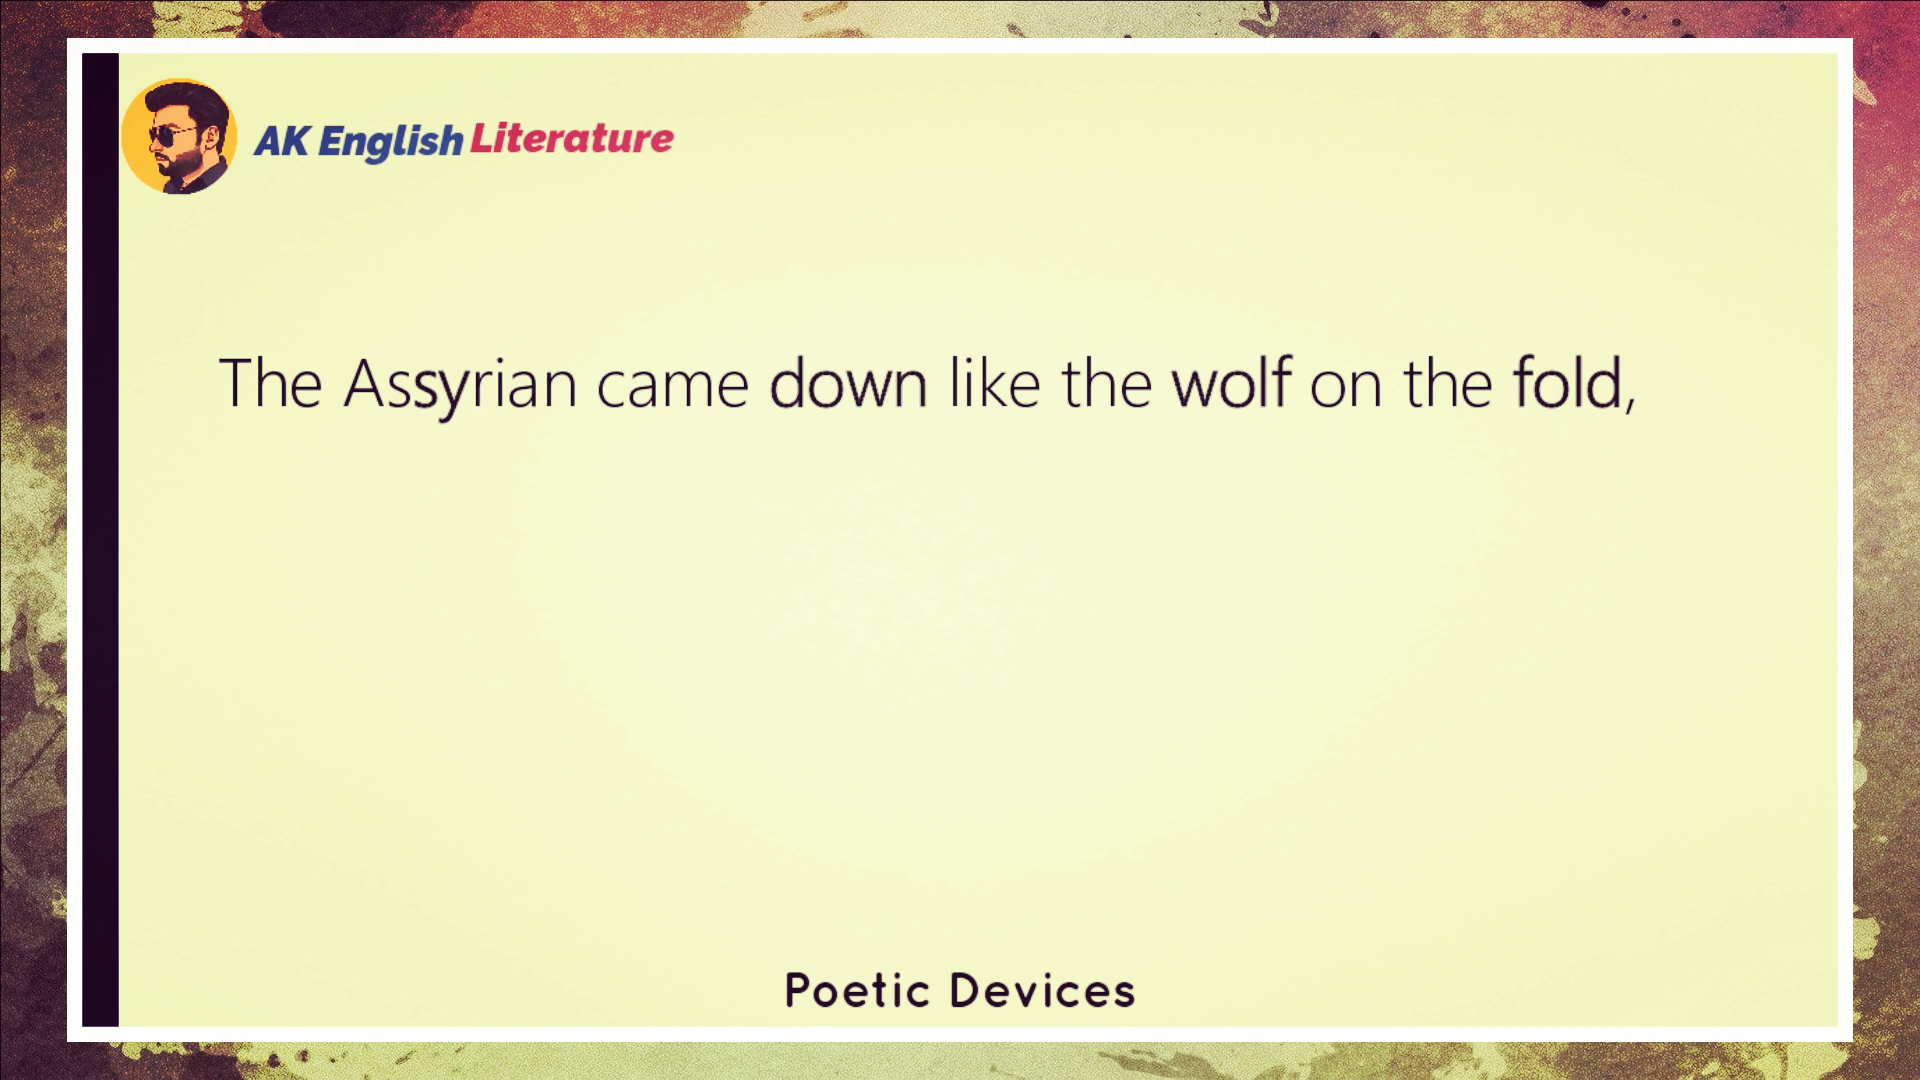 AK English Literature
The Assyrian came down like the wolf on the fold,
Poetic Devices